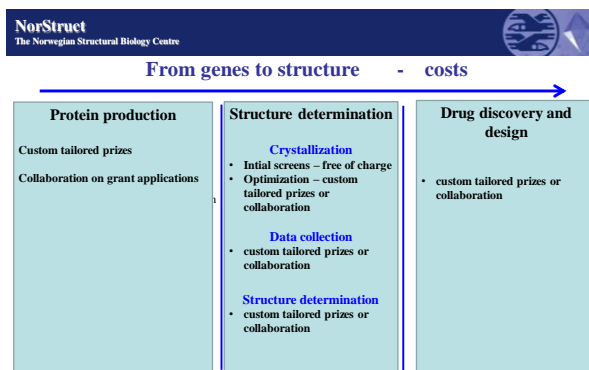 NorStruct
The Norwegian Structural Biology Centre
From genes to structure - costs
Protein production
Custom tailored prizes
Collaboration on grant applications
Structure determination
Crystallization
• Intial screens – free of charge
• Optimization – custom
tailored prizes or
collaboration
Data collection
• custom tailored prizes or
collaboration
Structure determination
• custom tailored prizes or
collaboration
Drug discovery and
design
• custom tailored prizes or
collaboration